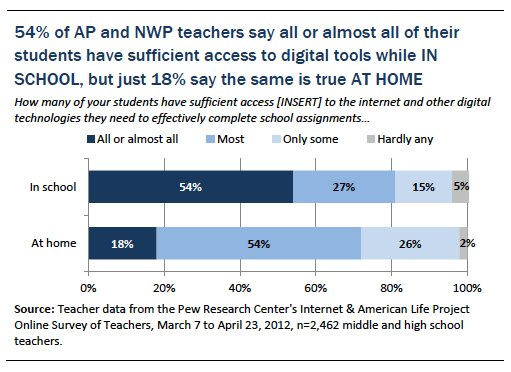 54% of AP and NWP teachers say all or almost all of their
students have sufficient access to digital tools while IN
SCHOOL, but just 18% say the same is true AT HOME
How many of your students have sufficient access [INSERT] to the internet and other digital
technologies they need to effectively complete school assignments…
All or almost all Most Only some Hardly any
In school 54% 27% 15% 5%
At home 18% 54% 26% 2%
0% 20% 40% 60% 80% 100%
Source: Teacher data from the Pew Research Center's Internet & American Life Project
Online Survey of Teachers, March 7 to April 23, 2012, n=2,462 middle and high school
teachers.